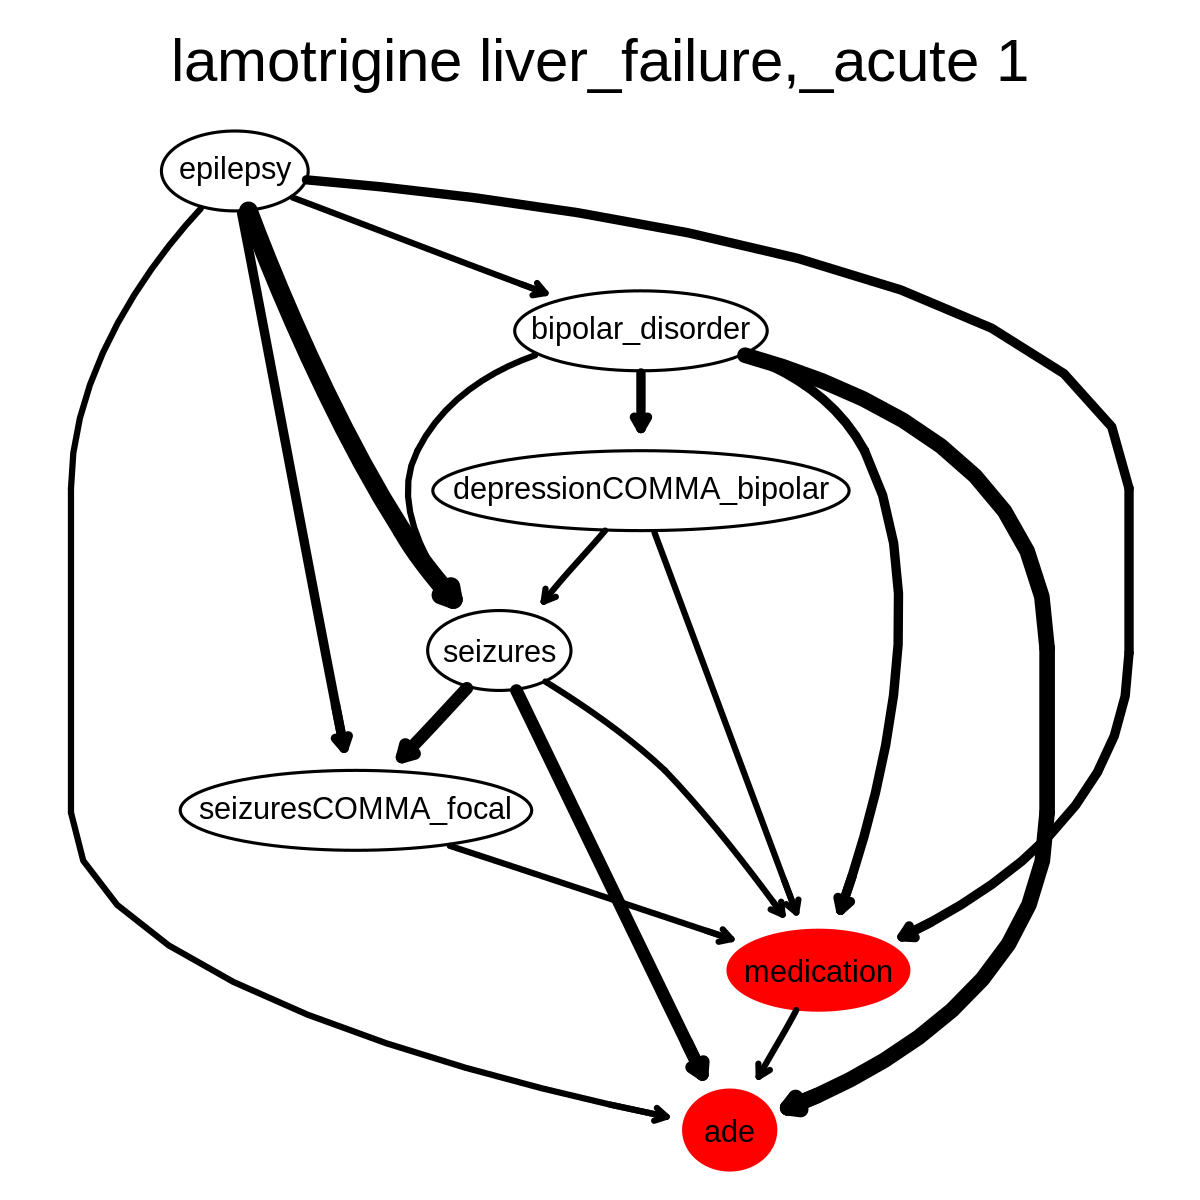 lamotrigine liver_failure,_acute 1
epilepsy
bipolar_disorder
depressionCOMMA_bipolar
seizures
seizuresCOMMA_focal
medication
ade